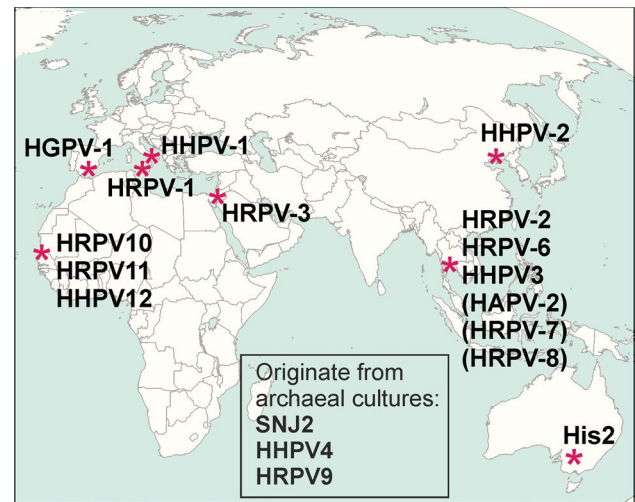 HGPV-1
HHPV-1
HRPV-1
HRPV-3
HHPV-2
HRPV10
HRPV11
HHPV12
HRPV-2
HRPV-6
HHPV3
(HAPV-2)
(HRPV-7)
(HRPV-8)
Originate from
archaeal cultures:
SNJ2
HHPV4
HRPV9
His2